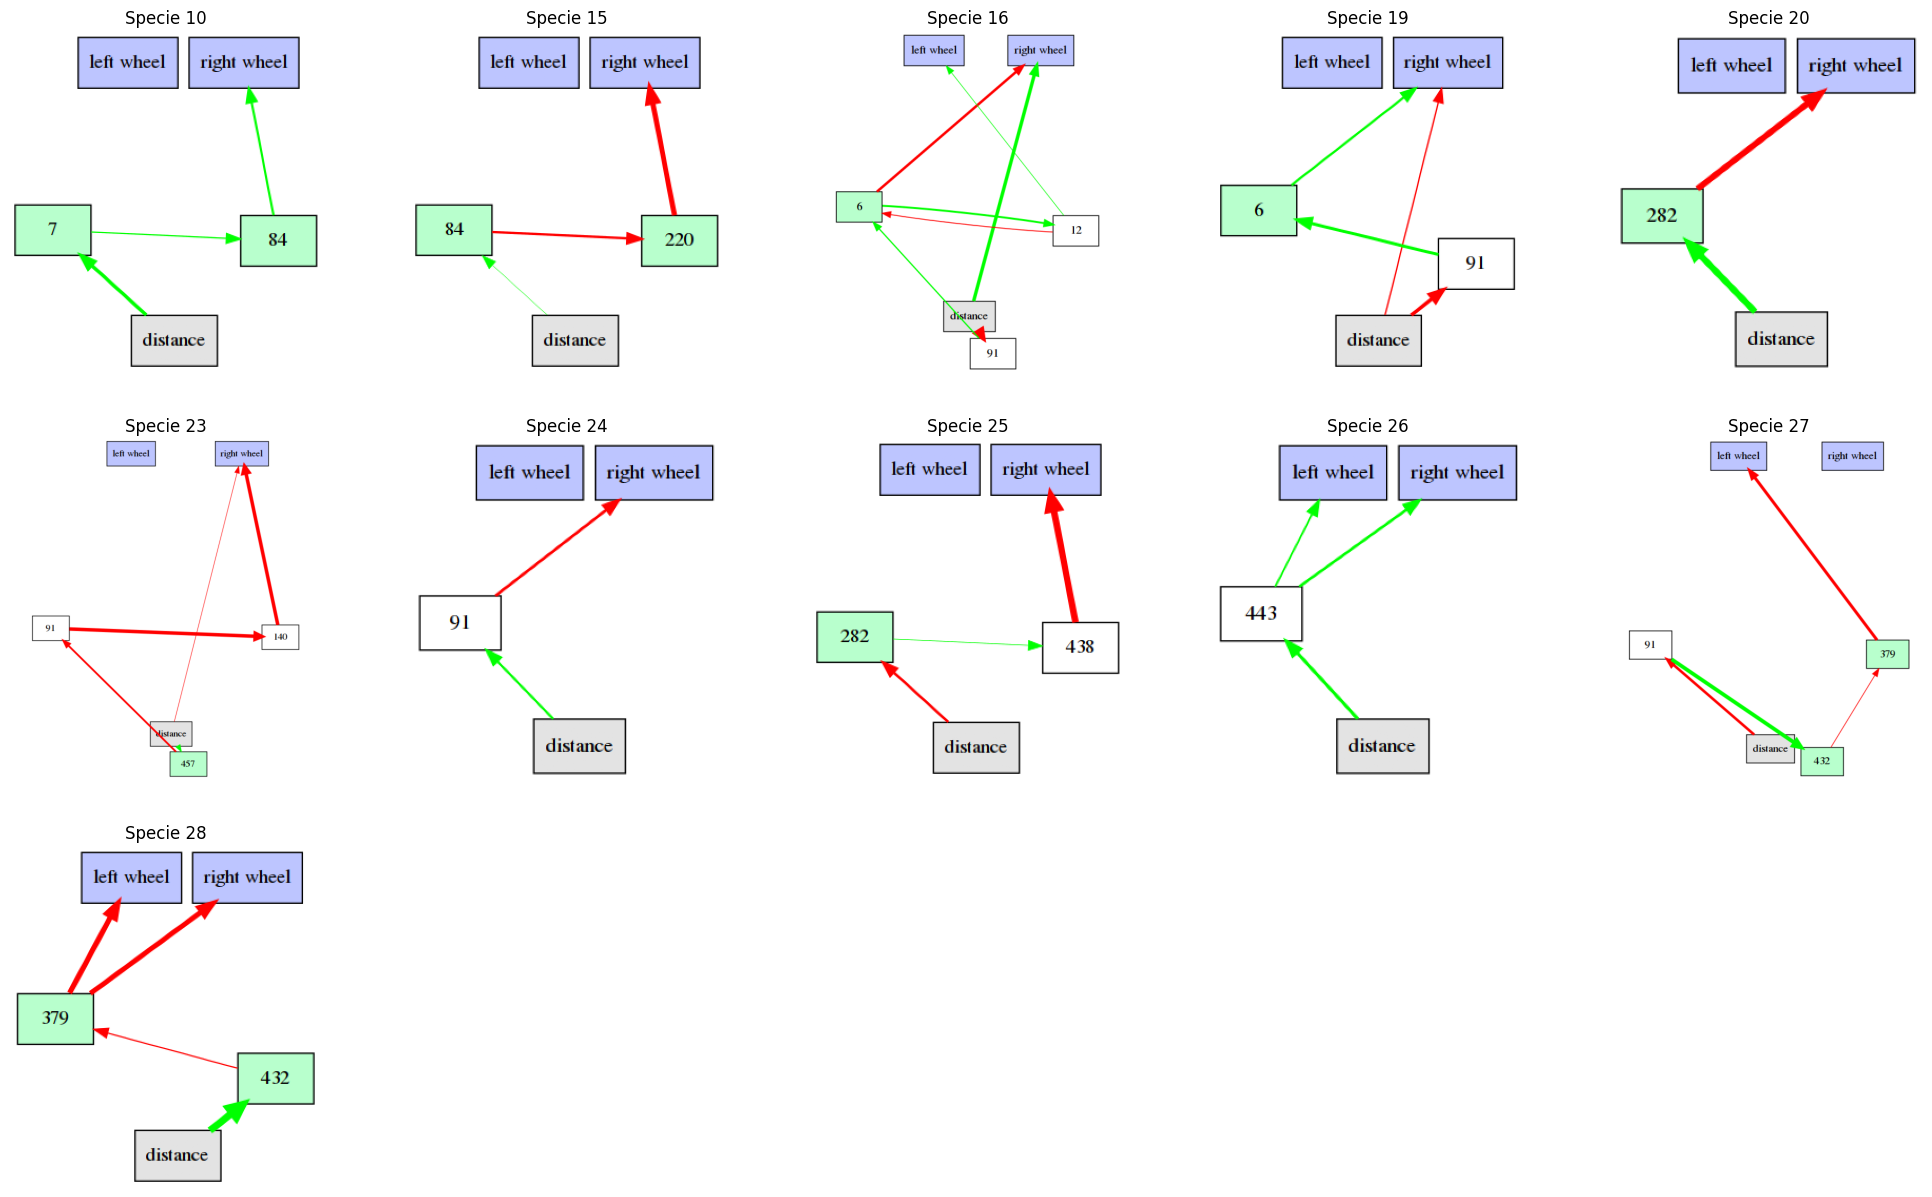 Specie 10
left wheel
right wheel
7
84
distance
Specie 15
left wheel
right wheel
84
220
distance
Specie 16
left wheel
right wheel
6
12
distance
91
Specie 19
left wheel
right wheel
6
91
distance
Specie 20
left wheel
right wheel
282
distance
Specie 23
left wheel
right wheel
91
140
distance
457
Specie 24
left wheel
right wheel
91
distance
Specie 25
left wheel
right wheel
282
438
distance
Specie 26
left wheel
right wheel
443
distance
Specie 27
left wheel
right wheel
91
379
distance
432
Specie 28
left wheel
right wheel
379
432
distance